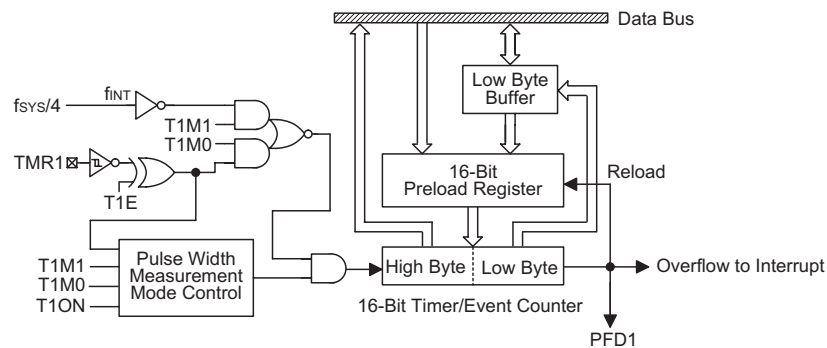 Data Bus
Low Byte
Buffer
fINT
fSYS/4
T1M1
T1M0
TMR1
T1E
16-Bit
Preload Register
Reload
T1M1
T1M0
T1ON
Pulse Width
Measurement
Mode Control
High Byte
Low Byte
Overflow to Interrupt
16-Bit Timer/Event Counter
PFD1